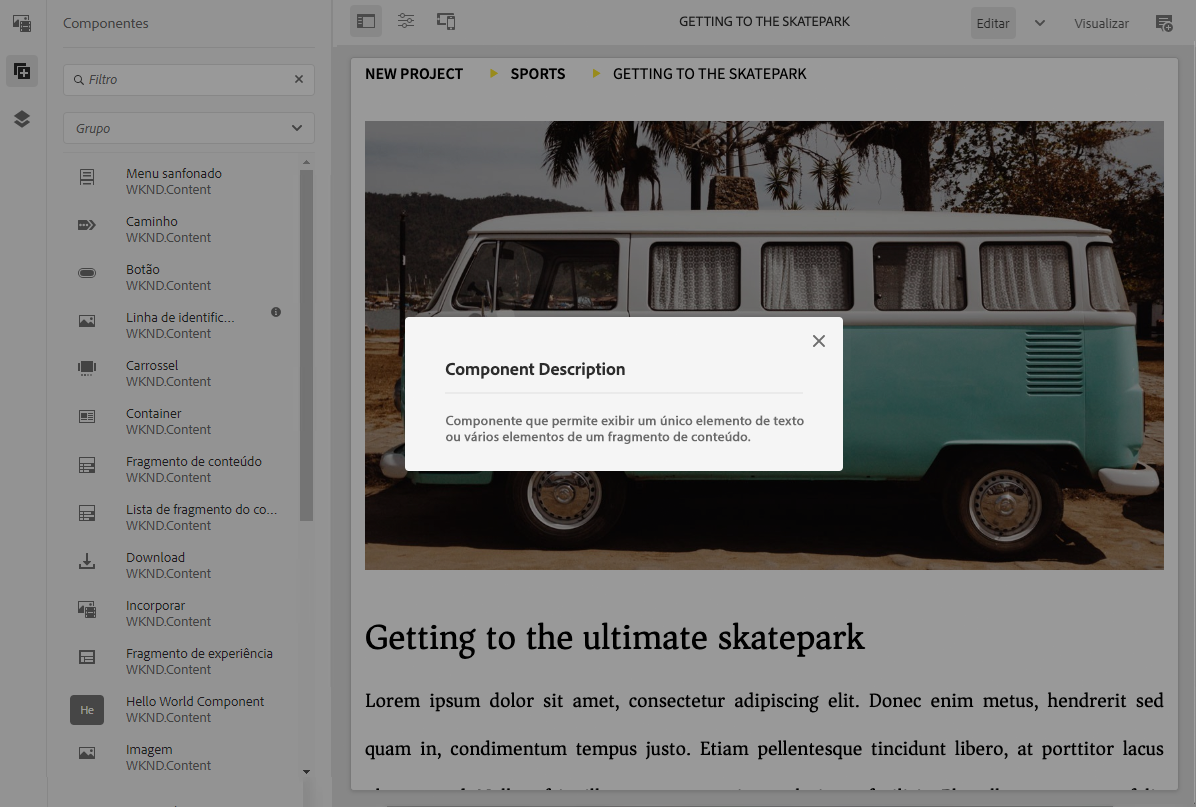 Componentes
Filtro
Grupo
Menu sanfonado
WKND.Content
Caminho
WKND.Content
Botão
WKND.Content
Linha de identific...
WKND.Content
Carrossel
WKND.Content
Container
WKND.Content
Fragmento de conteúdo
WKND.Content
Lista de fragmento do co...
WKND.Content
Download
WKND.Content
Incorporar
WKND.Content
Fragmento de experiência
WKND.Content
He
Hello World Component
WKND.Content
Imagem
WKND.Content
GETTING TO THE SKATEPARK
Editar
Visualizar
NEW PROJECT SPORTS GETTING TO THE SKATEPARK
Component Description
Componente que permite exibir um único elemento de texto
ou vários elementos de um fragmento de conteúdo.
Getting to the ultimate skatepark
Lorem ipsum dolor sit amet, consectetur adipiscing elit. Donec enim metus, hendrerit sed
quam in, condimentum tempus justo. Etiam pellentesque tincidunt libero, at porttitor lacus